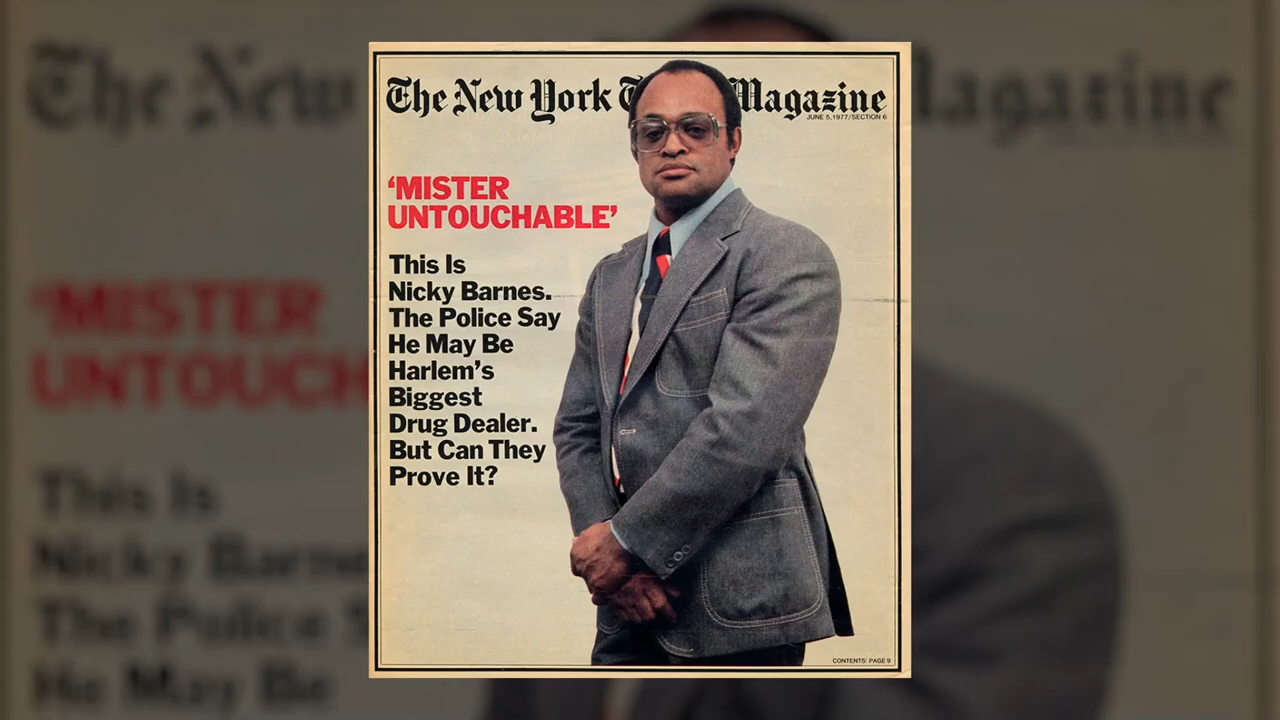 The New York T Magazine
JUNE 5, 1977/SECTION 6
‘MISTER
UNTOUCHABLE’
This Is
Nicky Barnes.
The Police Say
He May Be
Harlem’s
Biggest
Drug Dealer.
But Can They
Prove It?
CONTENTS: PAGE 9